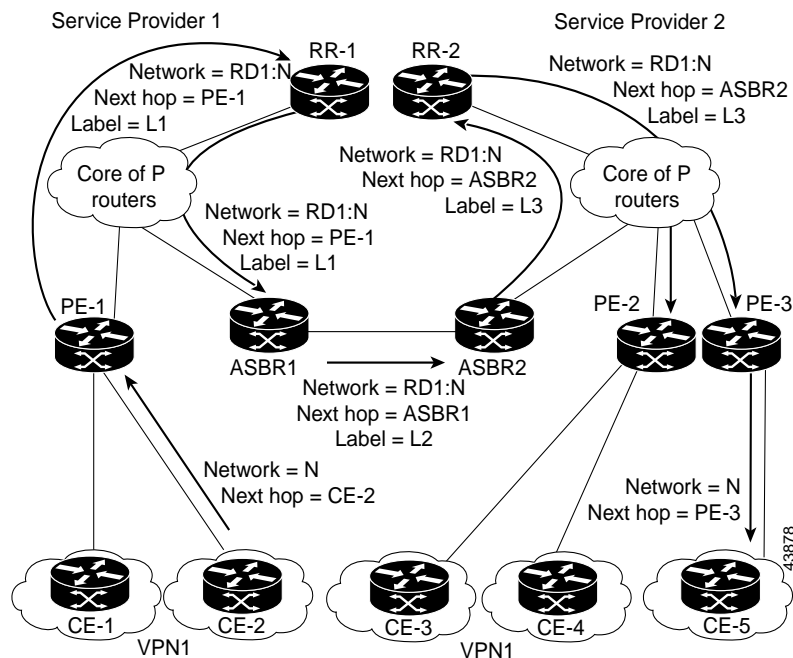 Service Provider 1
Service Provider 2
RR-1
RR-2
Network = RD1:N
Next hop = PE-1
Label = L1
Network = RD1:N
Next hop = ASBR2
Label = L3
Core of P
routers
Network = RD1:N
Next hop = ASBR2
Label = L3
Core of P
routers
Network = RD1:N
Next hop = PE-1
Label = L1
PE-1
PE-2
PE-3
ASBR1
ASBR2
Network = RD1:N
Next hop = ASBR1
Label = L2
Network = N
Next hop = CE-2
Network = N
Next hop = PE-3
43878
CE-1
CE-2
CE-3
CE-4
CE-5
VPN1
VPN1